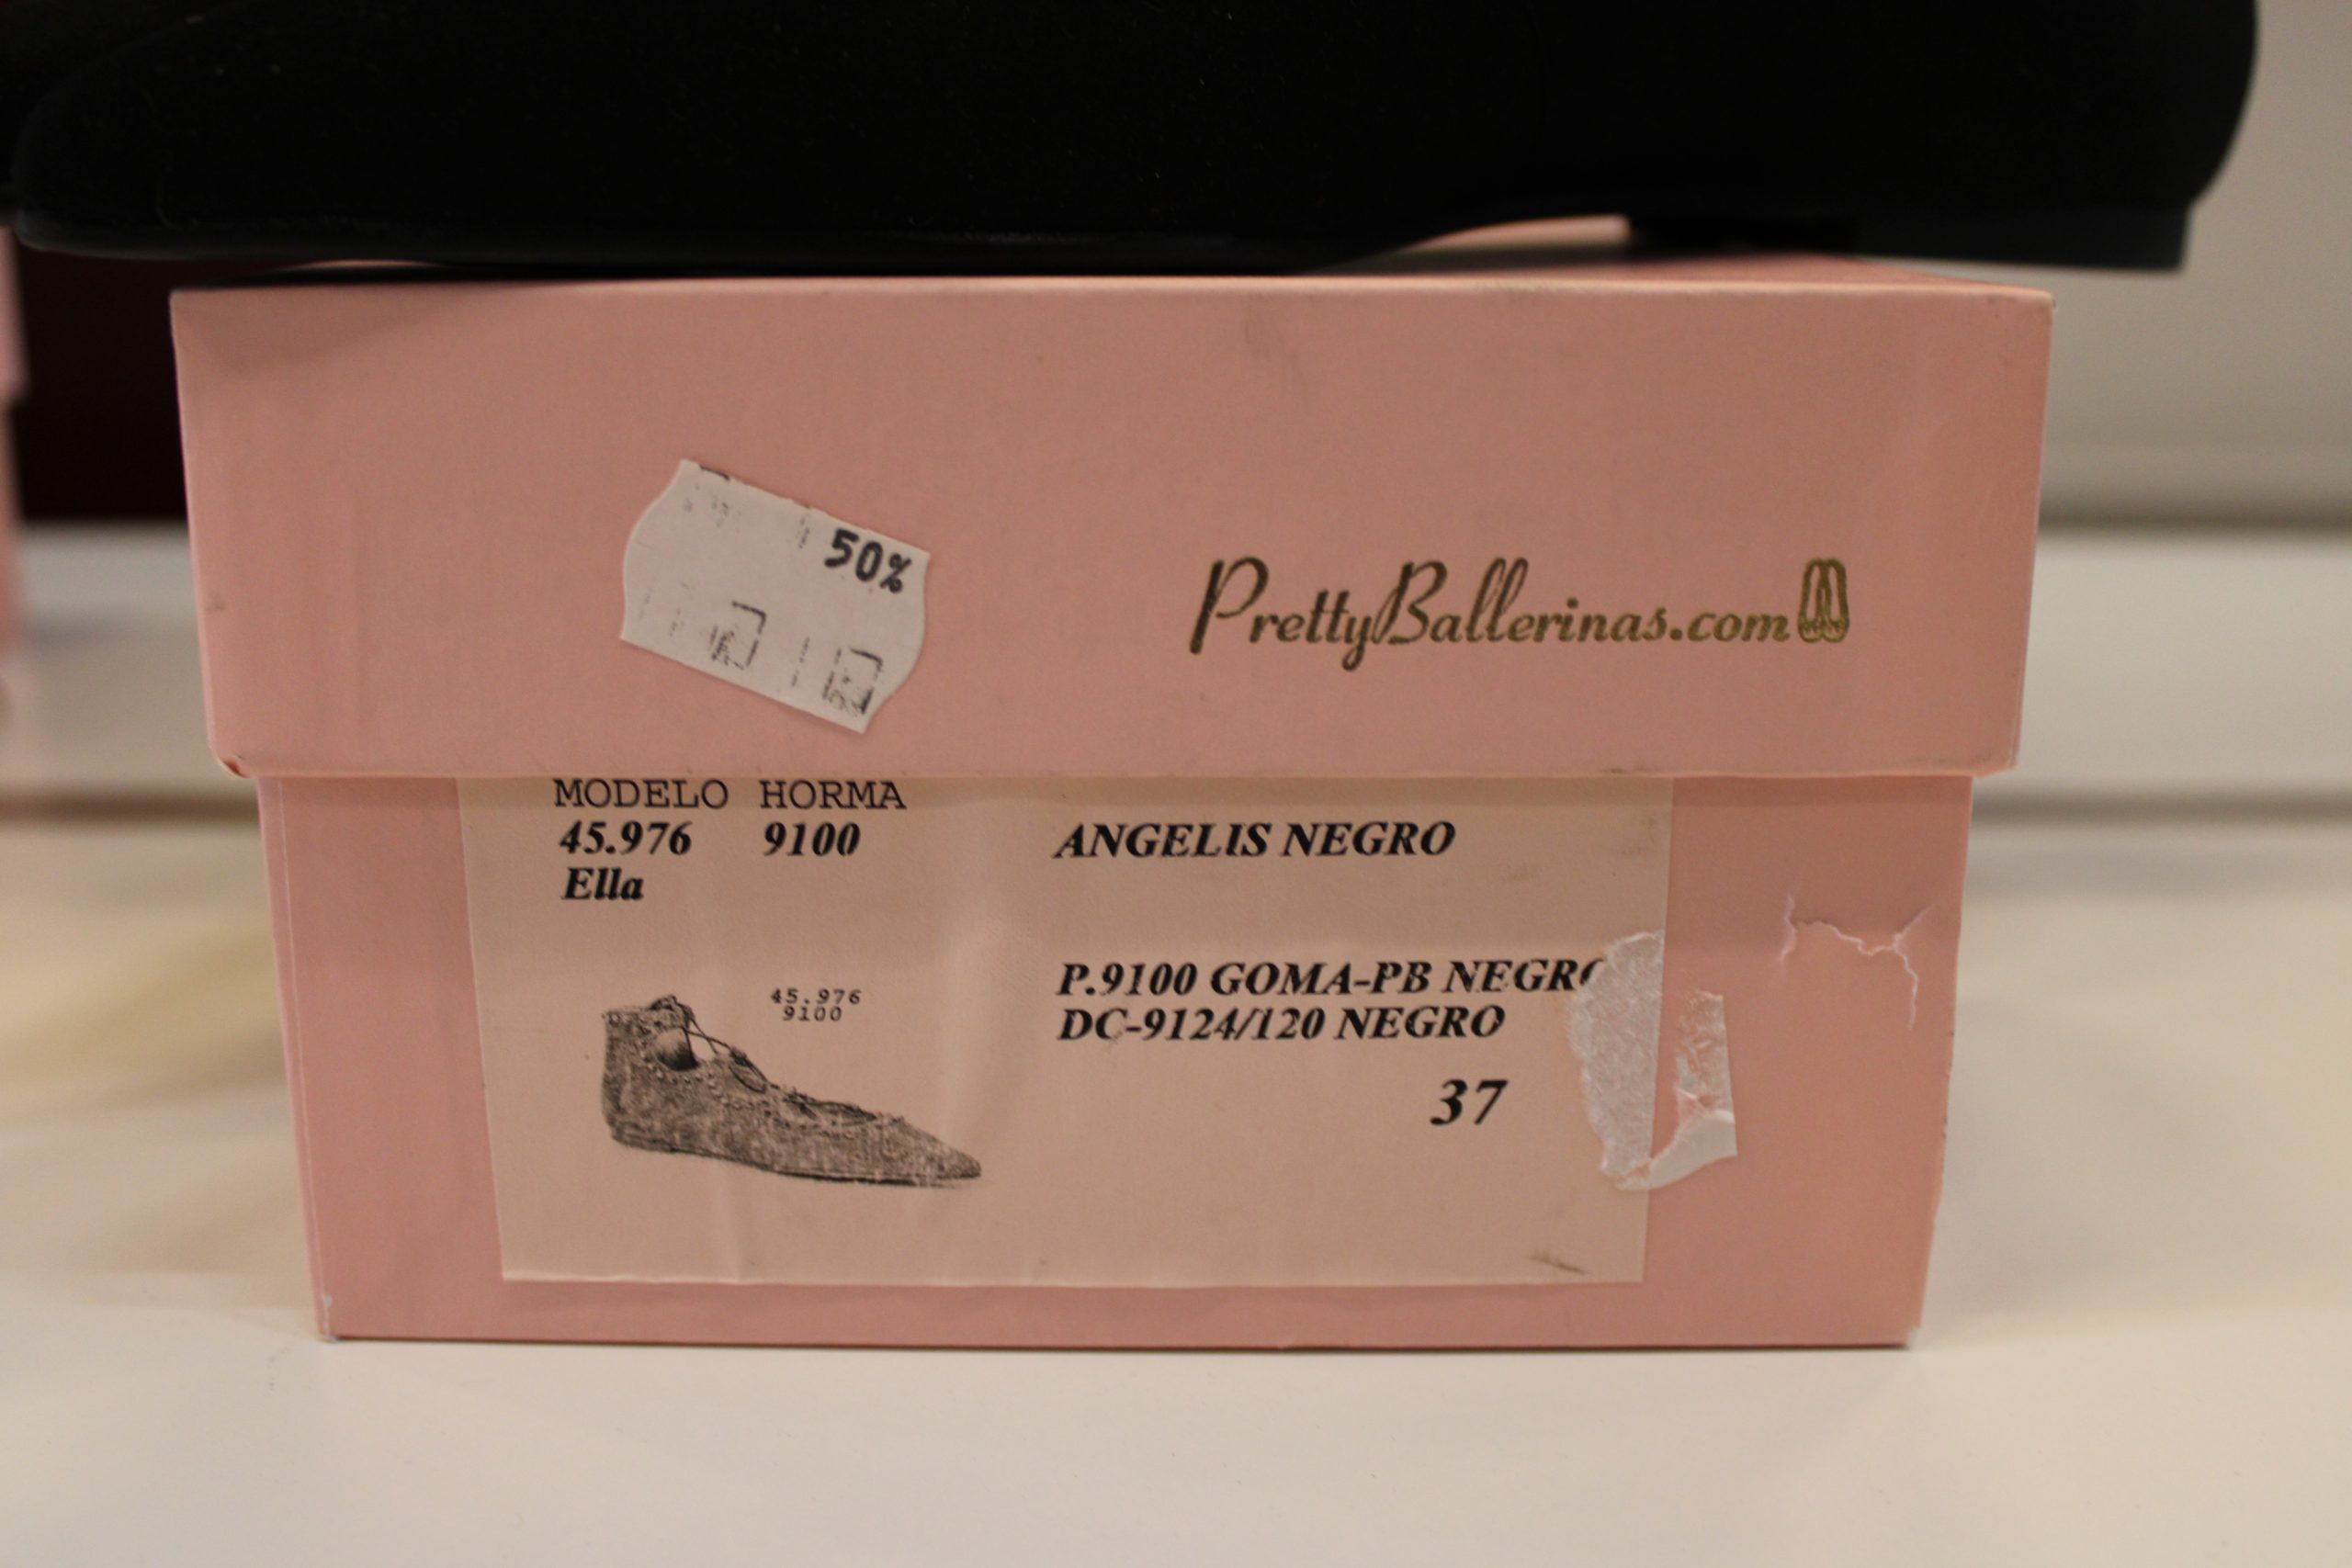 50%
PrettyBallerinas.com
MODELO HORMA
45.976 9100 ANGELIS NEGRO
Ella
P.9100 GOMA-PB NEGRO
DC-9124/120 NEGRO
45.976
9100
37